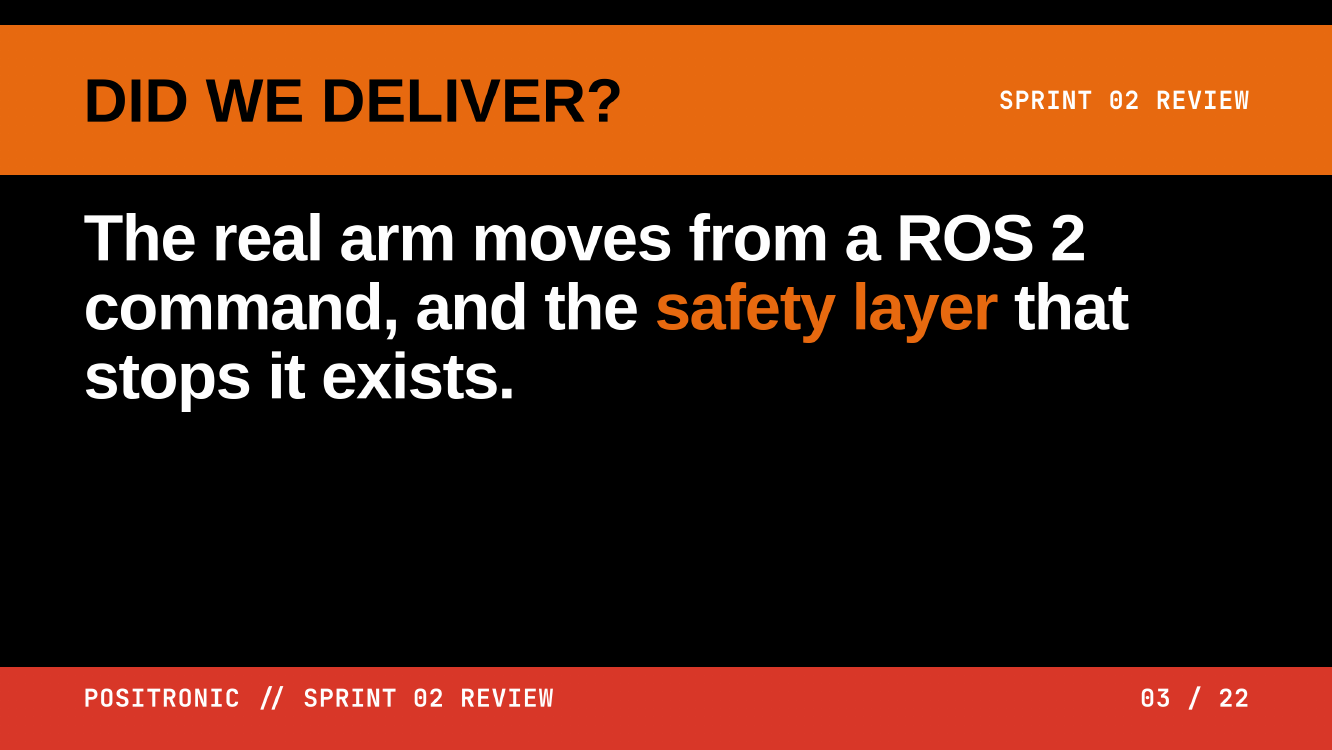 DID WE DELIVER?
SPRINT 02 REVIEW
The real arm moves from a ROS 2
command, and the safety layer that
stops it exists.
POSITRONIC // SPRINT 02 REVIEW
03 / 22